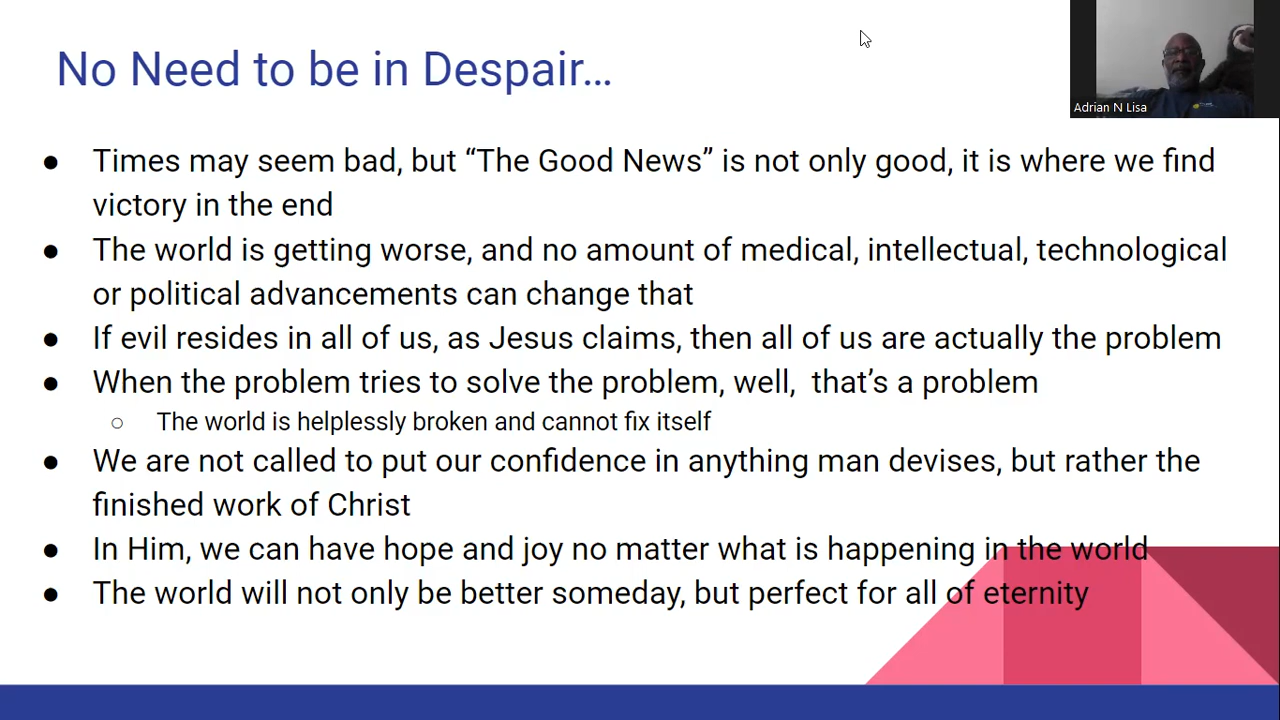 No Need to be in Despair...
Adrian N Lisa
● Times may seem bad, but “The Good News” is not only good, it is where we find
victory in the end
● The world is getting worse, and no amount of medical, intellectual, technological
or political advancements can change that
● If evil resides in all of us, as Jesus claims, then all of us are actually the problem
● When the problem tries to solve the problem, well,  that’s a problem
○ The world is helplessly broken and cannot fix itself
● We are not called to put our confidence in anything man devises, but rather the
finished work of Christ
● In Him, we can have hope and joy no matter what is happening in the world
● The world will not only be better someday, but perfect for all of eternity